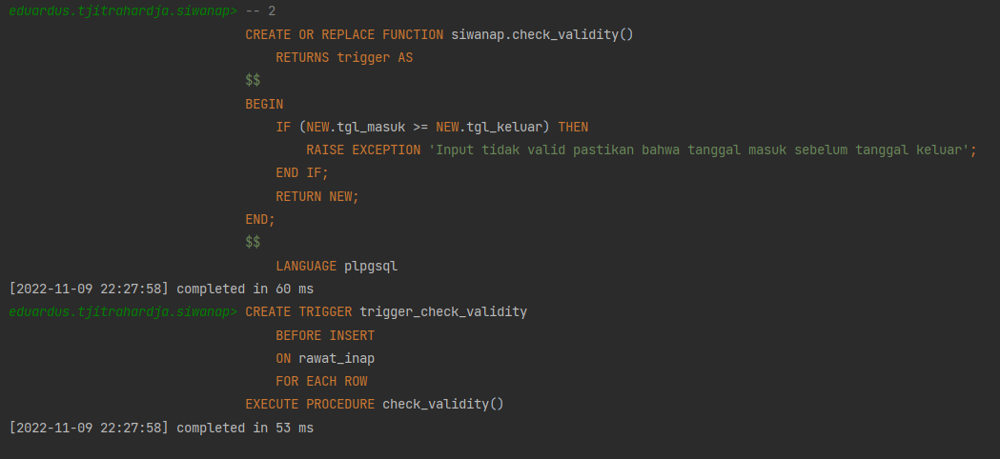 eduardus.tjitrahardja.siwanap> -- 2
CREATE OR REPLACE FUNCTION siwanap.check_validity()
RETURNS trigger AS
$$
BEGIN
IF (NEW.tgl_masuk >= NEW.tgl_keluar) THEN
RAISE EXCEPTION 'Input tidak valid pastikan bahwa tanggal masuk sebelum tanggal keluar';
END IF;
RETURN NEW;
END;
$$
LANGUAGE plpgsql
[2022-11-09 22:27:58] completed in 60 ms
eduardus.tjitrahardja.siwanap> CREATE TRIGGER trigger_check_validity
BEFORE INSERT
ON rawat_inap
FOR EACH ROW
EXECUTE PROCEDURE check_validity()
[2022-11-09 22:27:58] completed in 53 ms